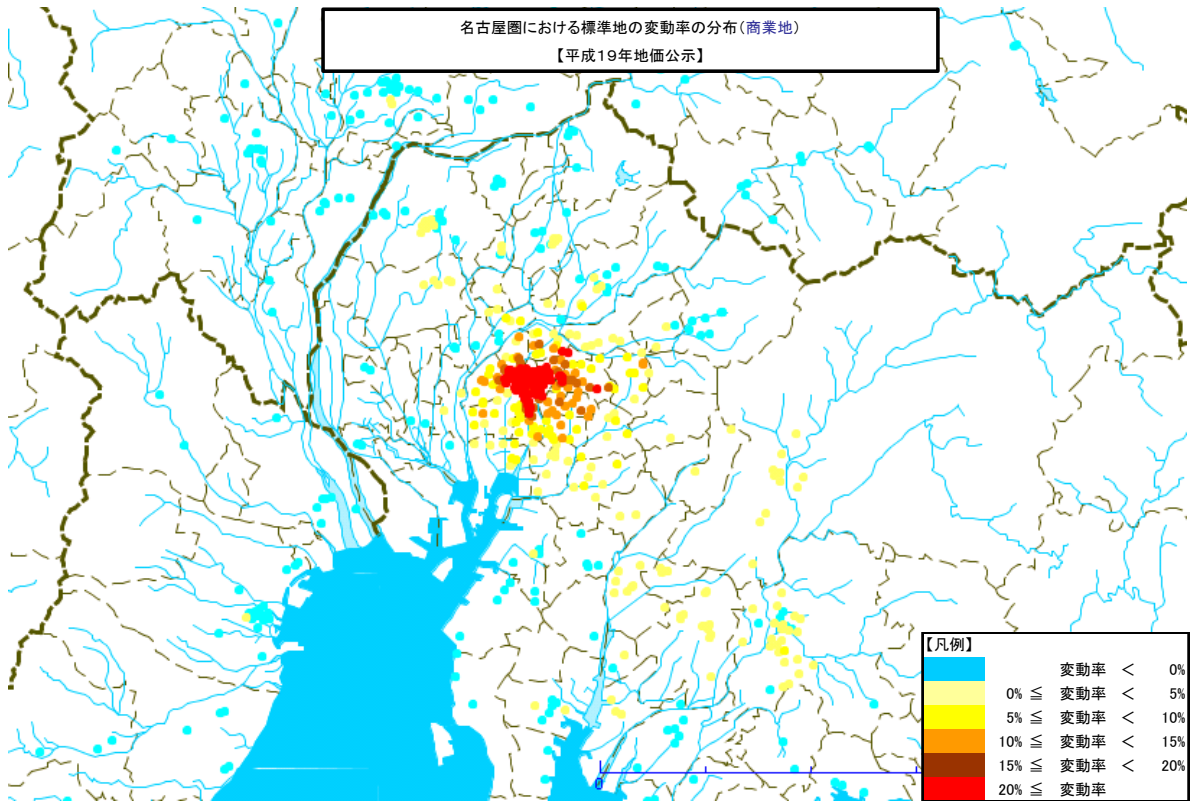 名古屋圏における標準地の変動率の分布(商業地)
【平成19年地価公示】
【凡例】
変動率 ＜ 0%
0% ≦ 変動率 ＜ 5%
5% ≦ 変動率 ＜ 10%
10% ≦ 変動率 ＜ 15%
15% ≦ 変動率 ＜ 20%
20% ≦ 変動率
0